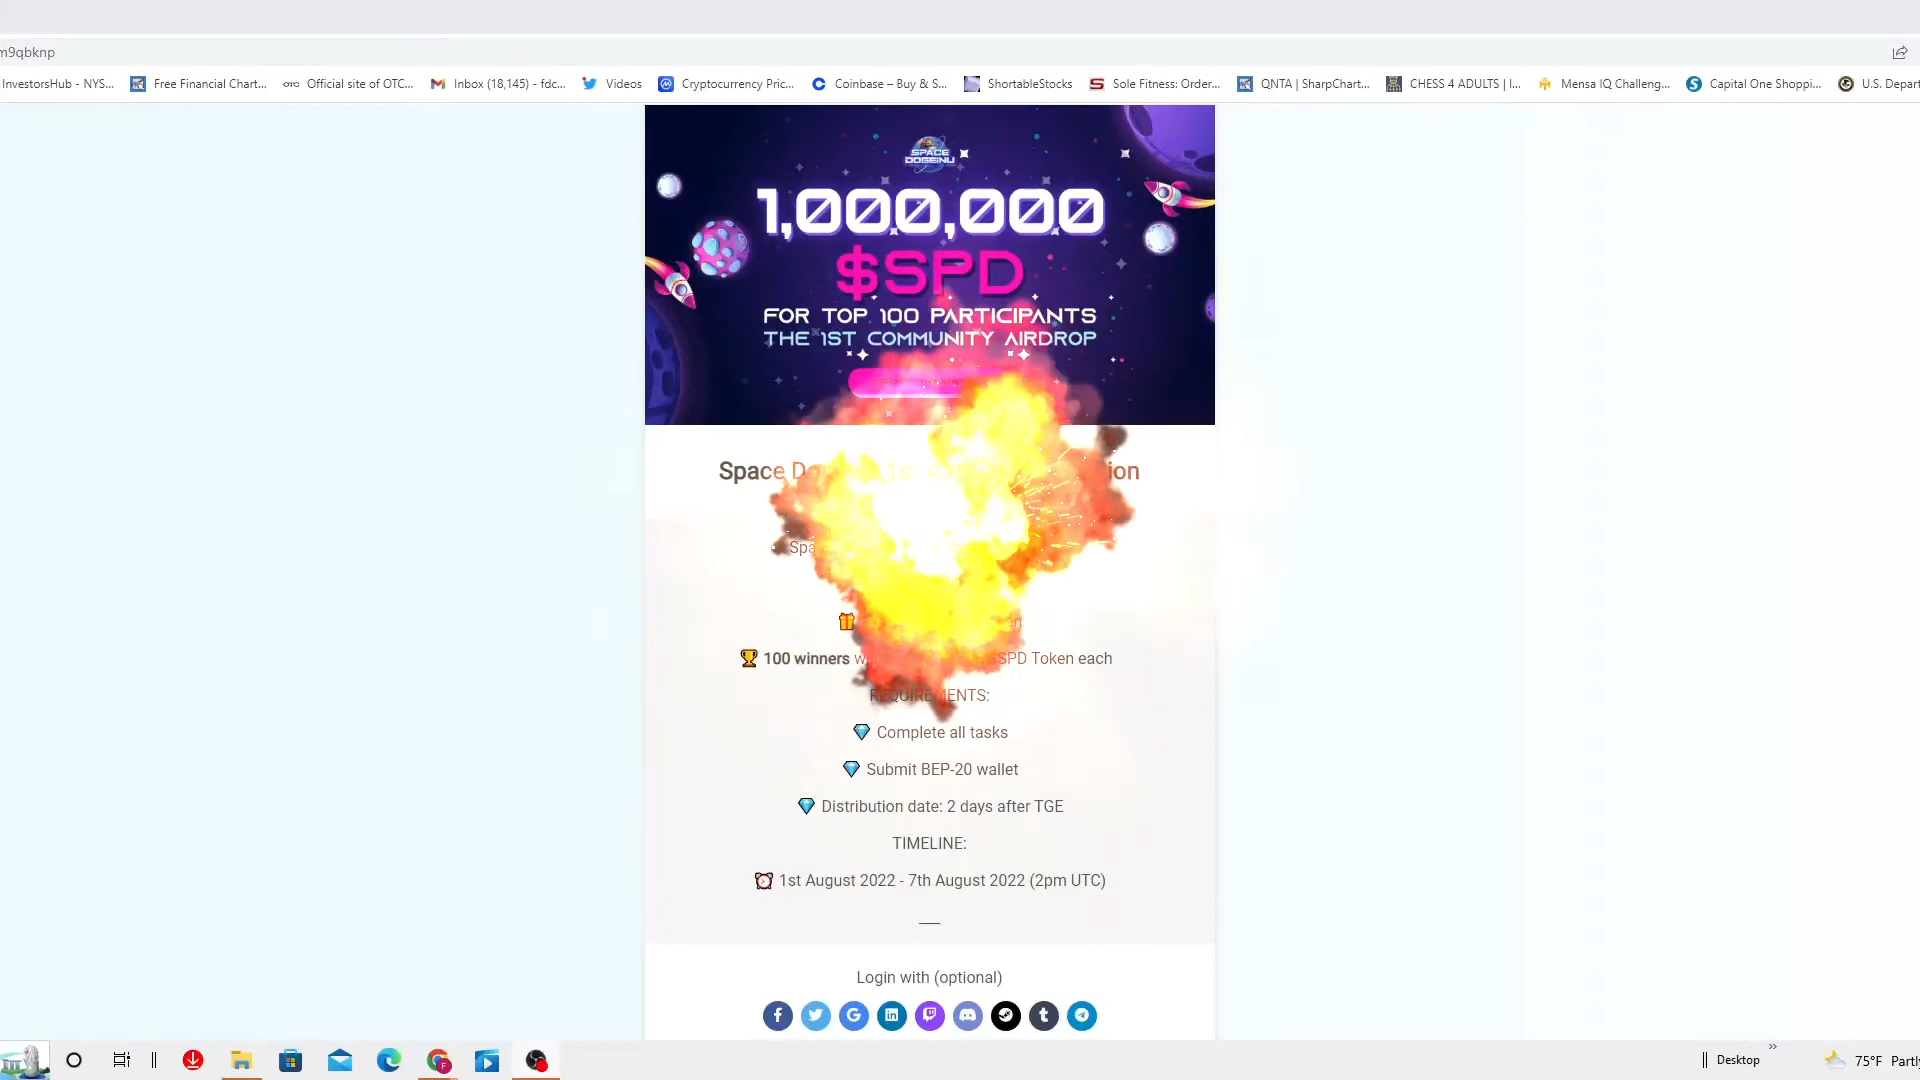 m9qbknp
InvestorsHub - NYS...
Free Financial Chart...
OTC Official site of OTC...
Inbox (18,145) - fdc...
Videos
Cryptocurrency Pric...
Coinbase – Buy & S...
ShortableStocks
Sole Fitness: Order...
QNTA | SharpChart...
CHESS 4 ADULTS | I...
Mensa IQ Challeng...
Capital One Shoppi...
U.S. Depart
SPACE
DOGEINU
1,000,000
$SPD
FOR TOP 100 PARTICIPANTS
THE 1ST COMMUNITY AIRDROP
Space 1st
Spa
🎁
🏆 100 winners $SPD Token each
REQUIREMENTS:
💎 Complete all tasks
💎 Submit BEP-20 wallet
💎 Distribution date: 2 days after TGE
TIMELINE:
⏰ 1st August 2022 - 7th August 2022 (2pm UTC)
Login with (optional)
Desktop
75°F Partly